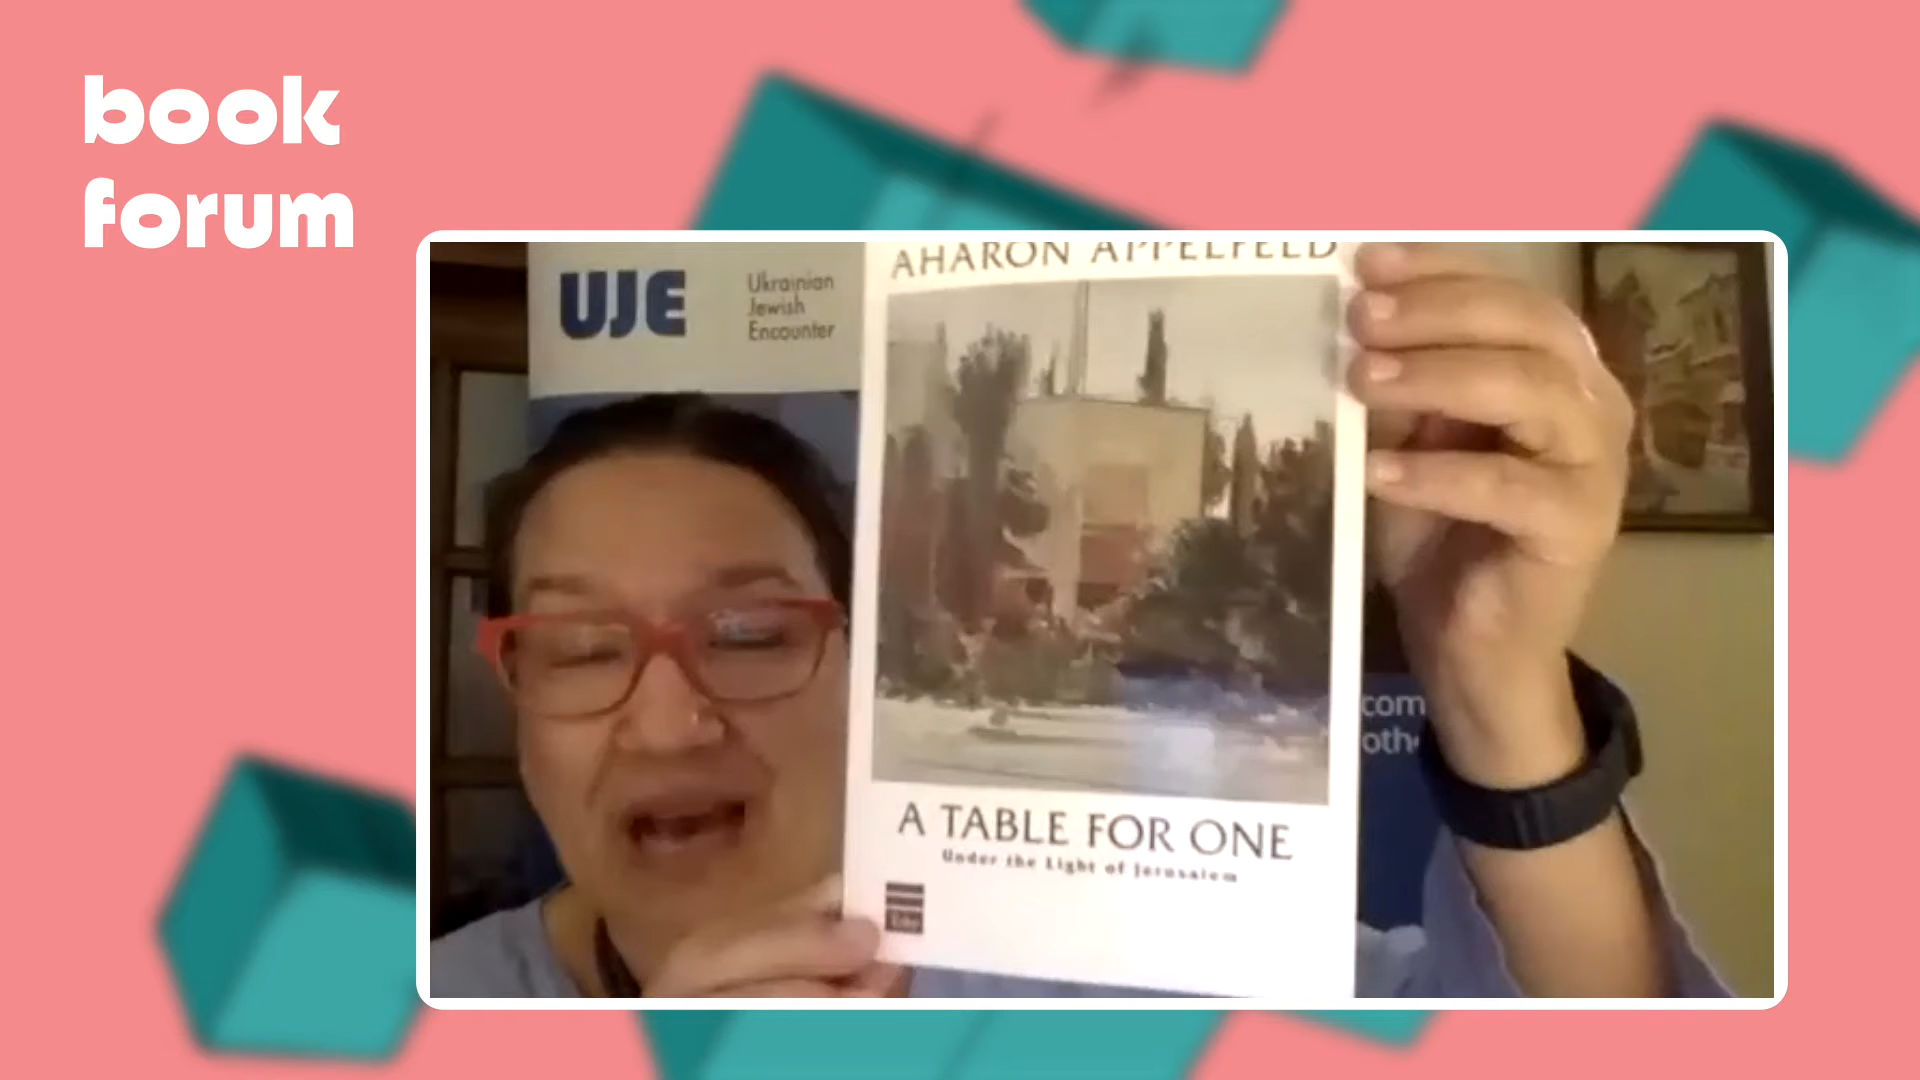 book
forum
UJE
Ukrainian
Jewish
Encounter
AHARON APPELFELD
A TABLE FOR ONE
Under the Light of Jerusalem
com
oth